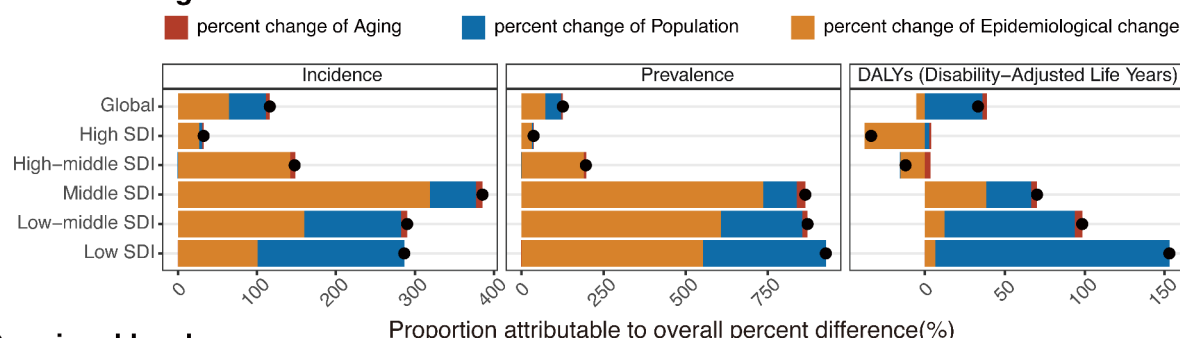 percent change of Aging percent change of Population percent change of Epidemiological change
Incidence Prevalence DALYs (Disability−Adjusted Life Years)
Global
High SDI
High−middle SDI
Middle SDI
Low−middle SDI
Low SDI
0 100 200 300 400 0 250 500 750 0 50 100 150
Proportion attributable to overall percent difference(%)